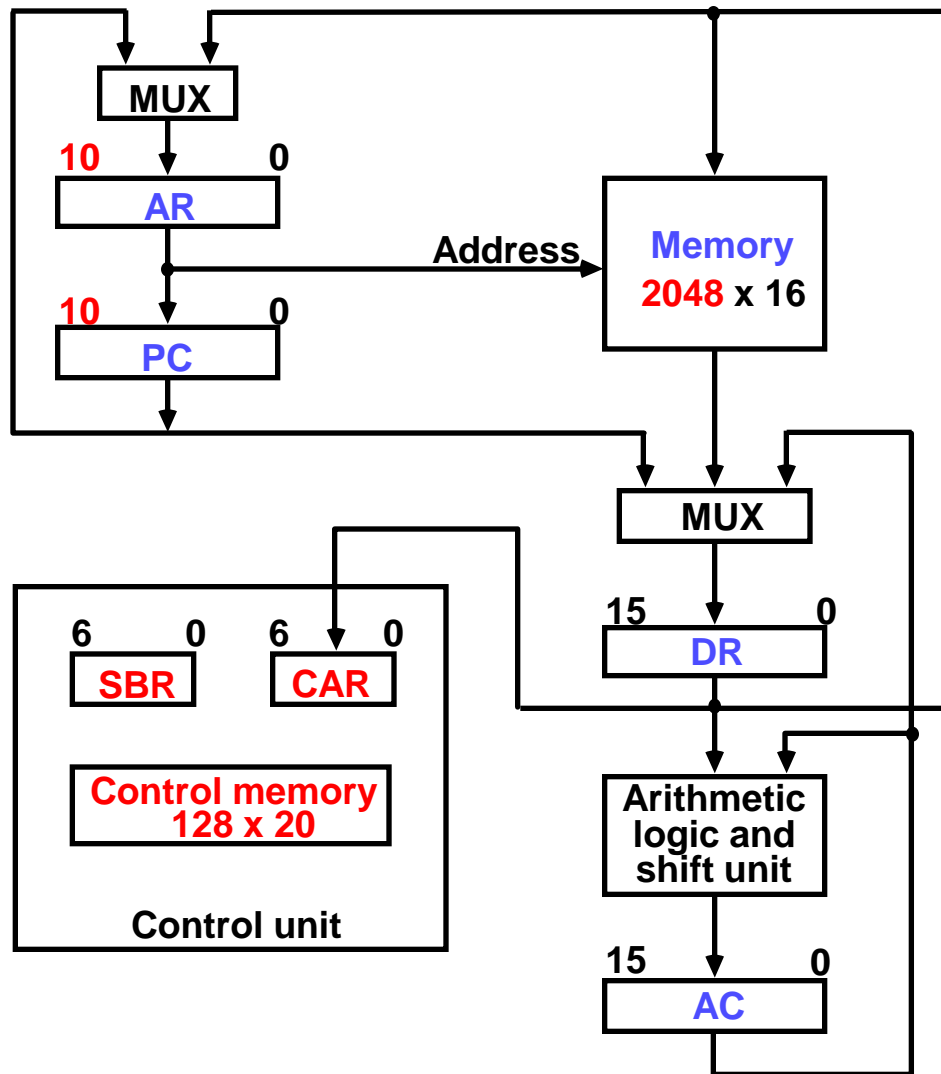 MUX
10 0
AR
Address
Memory
2048 x 16
10 0
PC
MUX
15 0
DR
6 0
SBR
6 0
CAR
Control memory
128 x 20
Control unit
Arithmetic
logic and
shift unit
15 0
AC